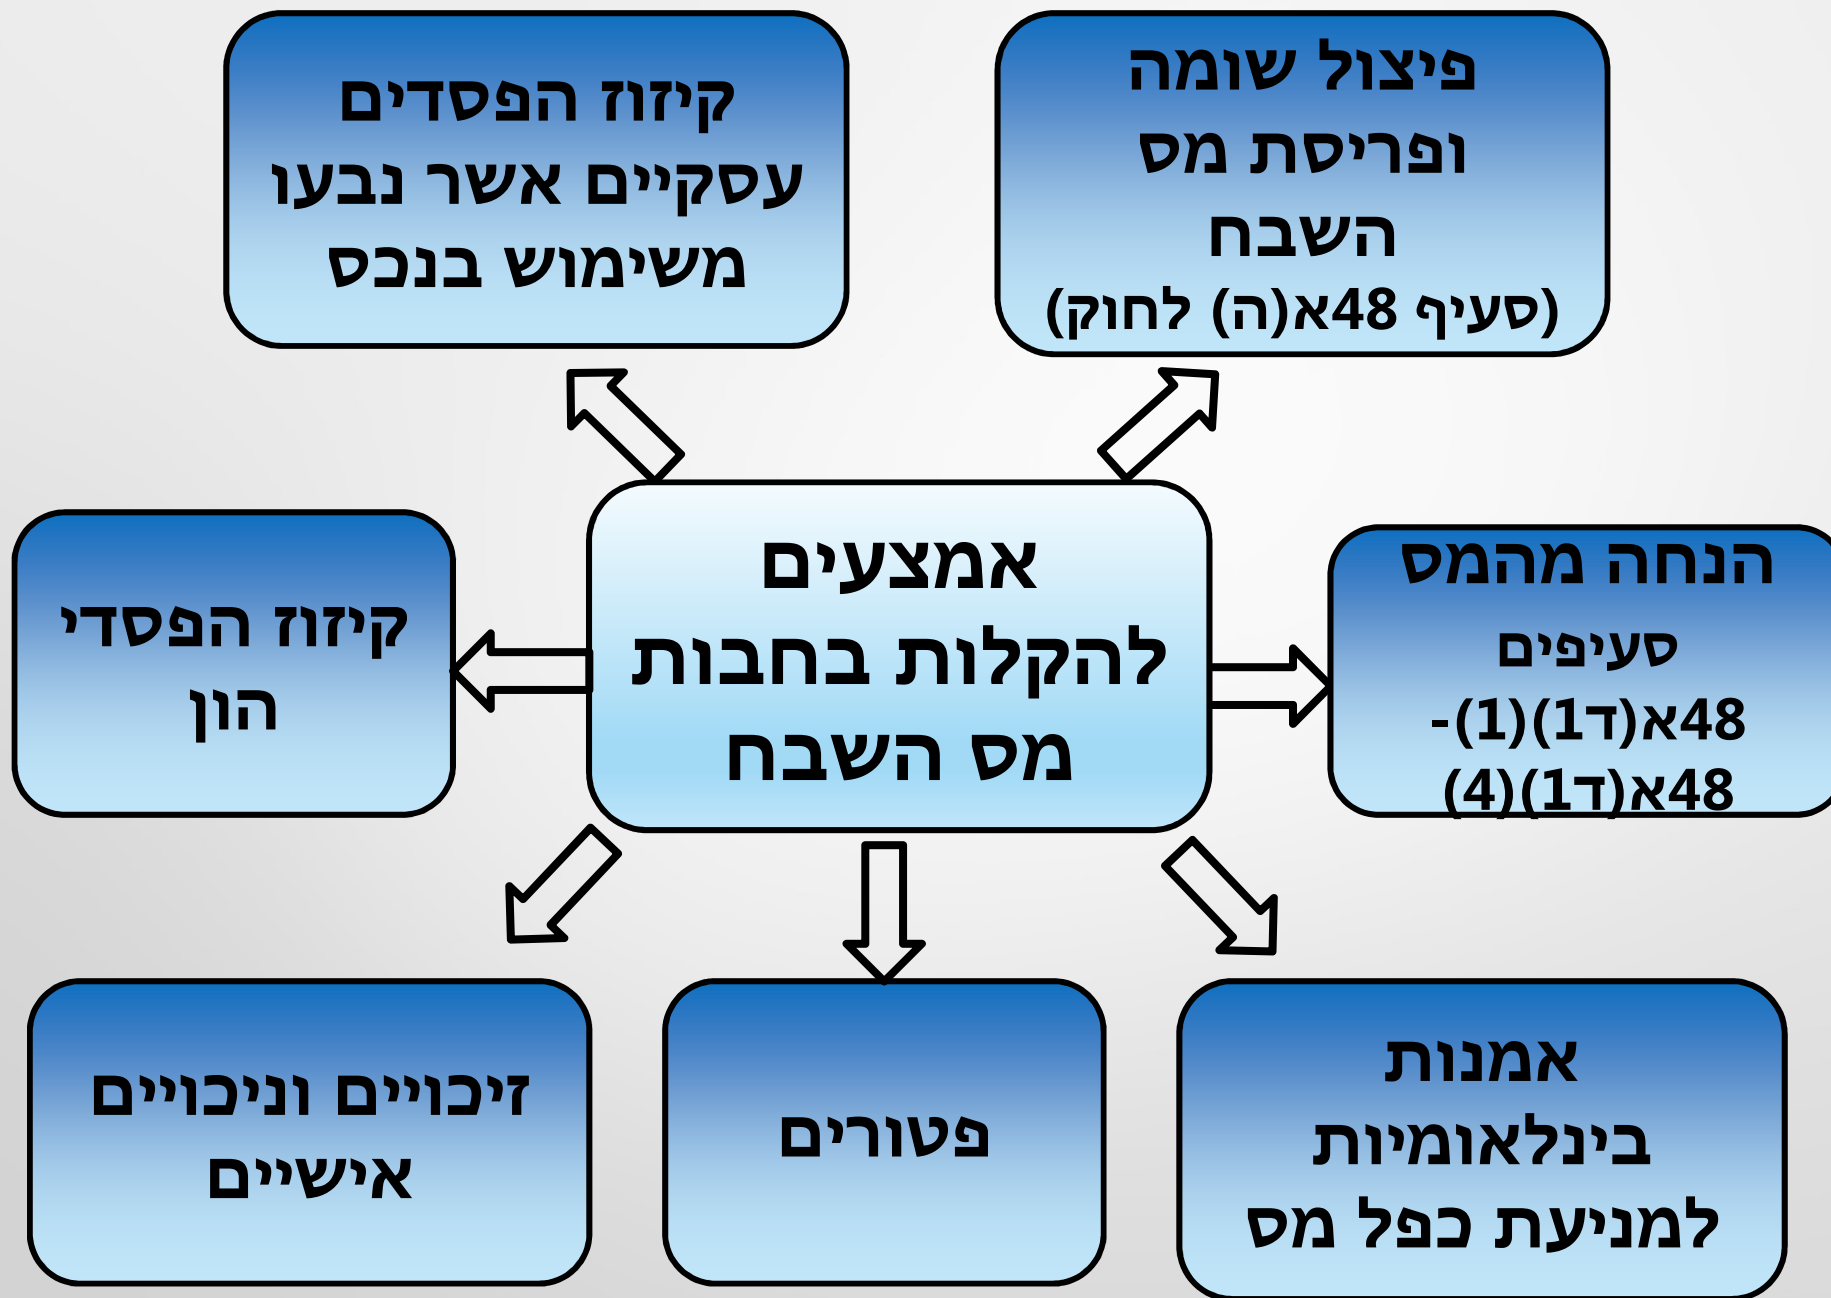 פיצול שומה
ופריסת מס
השבח
(סעיף 48א(ה) לחוק)
קיזוז הפסדים
עסקיים אשר נבעו
משימוש בנכס
הנחה מהמס
סעיפים
48א(ד1)(1)-
48א(ד1)(4)
אמצעים
להקלות בחבות
מס השבח
קיזוז הפסדי
הון
אמנות
בינלאומיות
למניעת כפל מס
פטורים
זיכויים וניכויים
אישיים